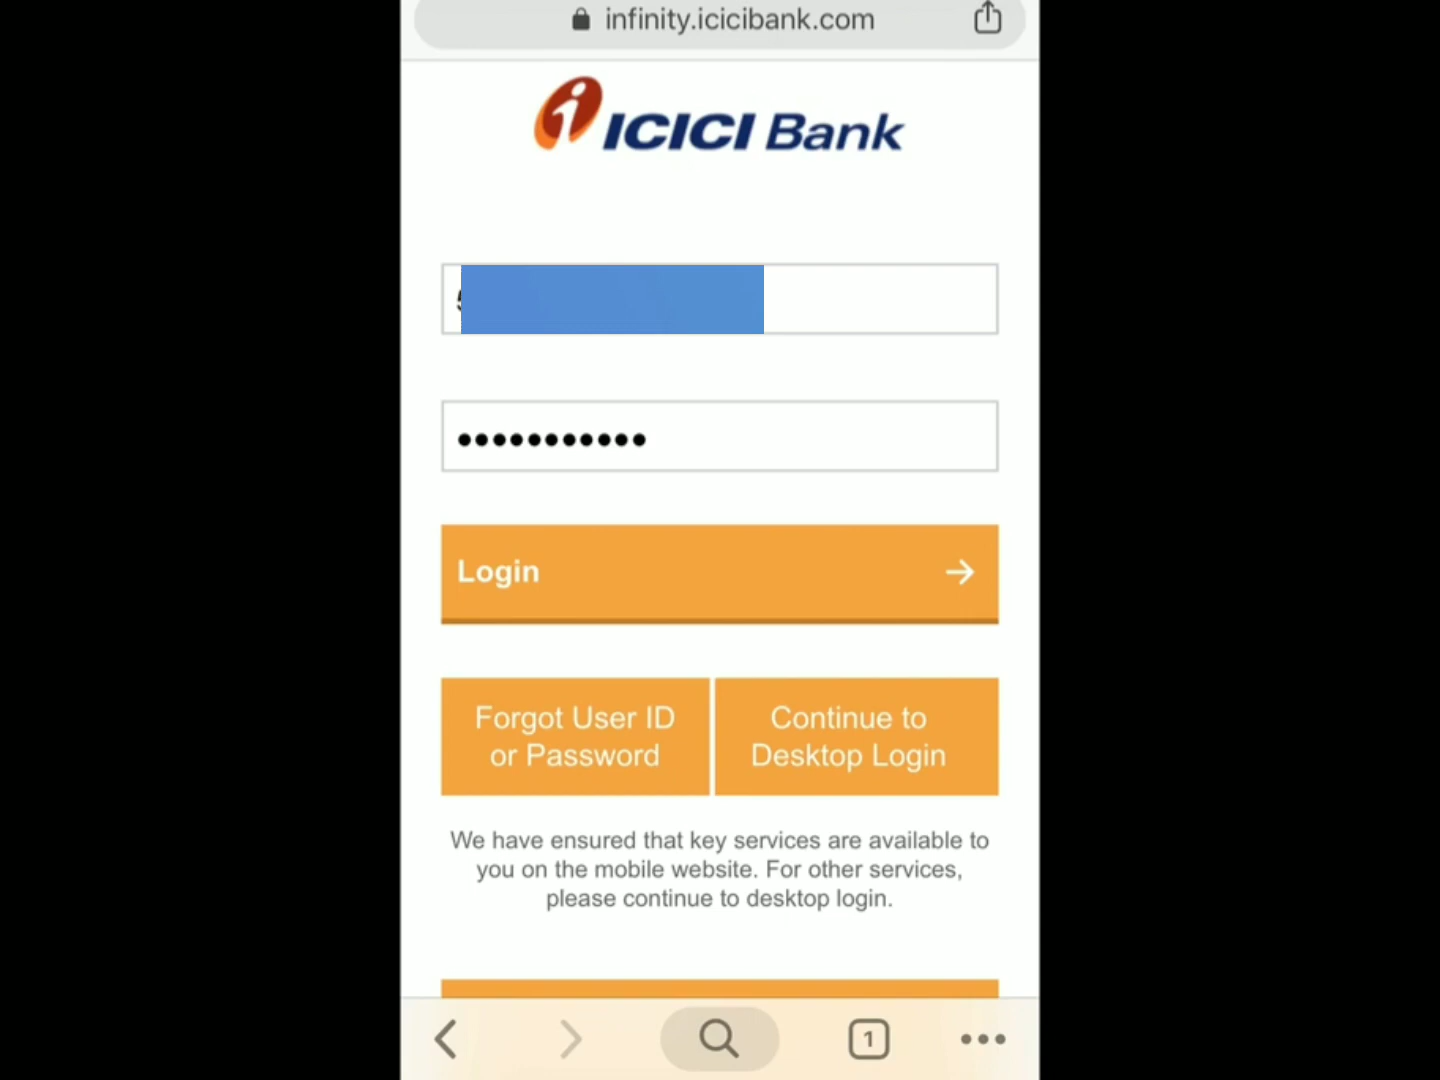 infinity.icicibank.com
ICICI Bank
Login
Forgot User ID
or Password
Continue to
Desktop Login
We have ensured that key services are available to
you on the mobile website. For other services,
please continue to desktop login.
1